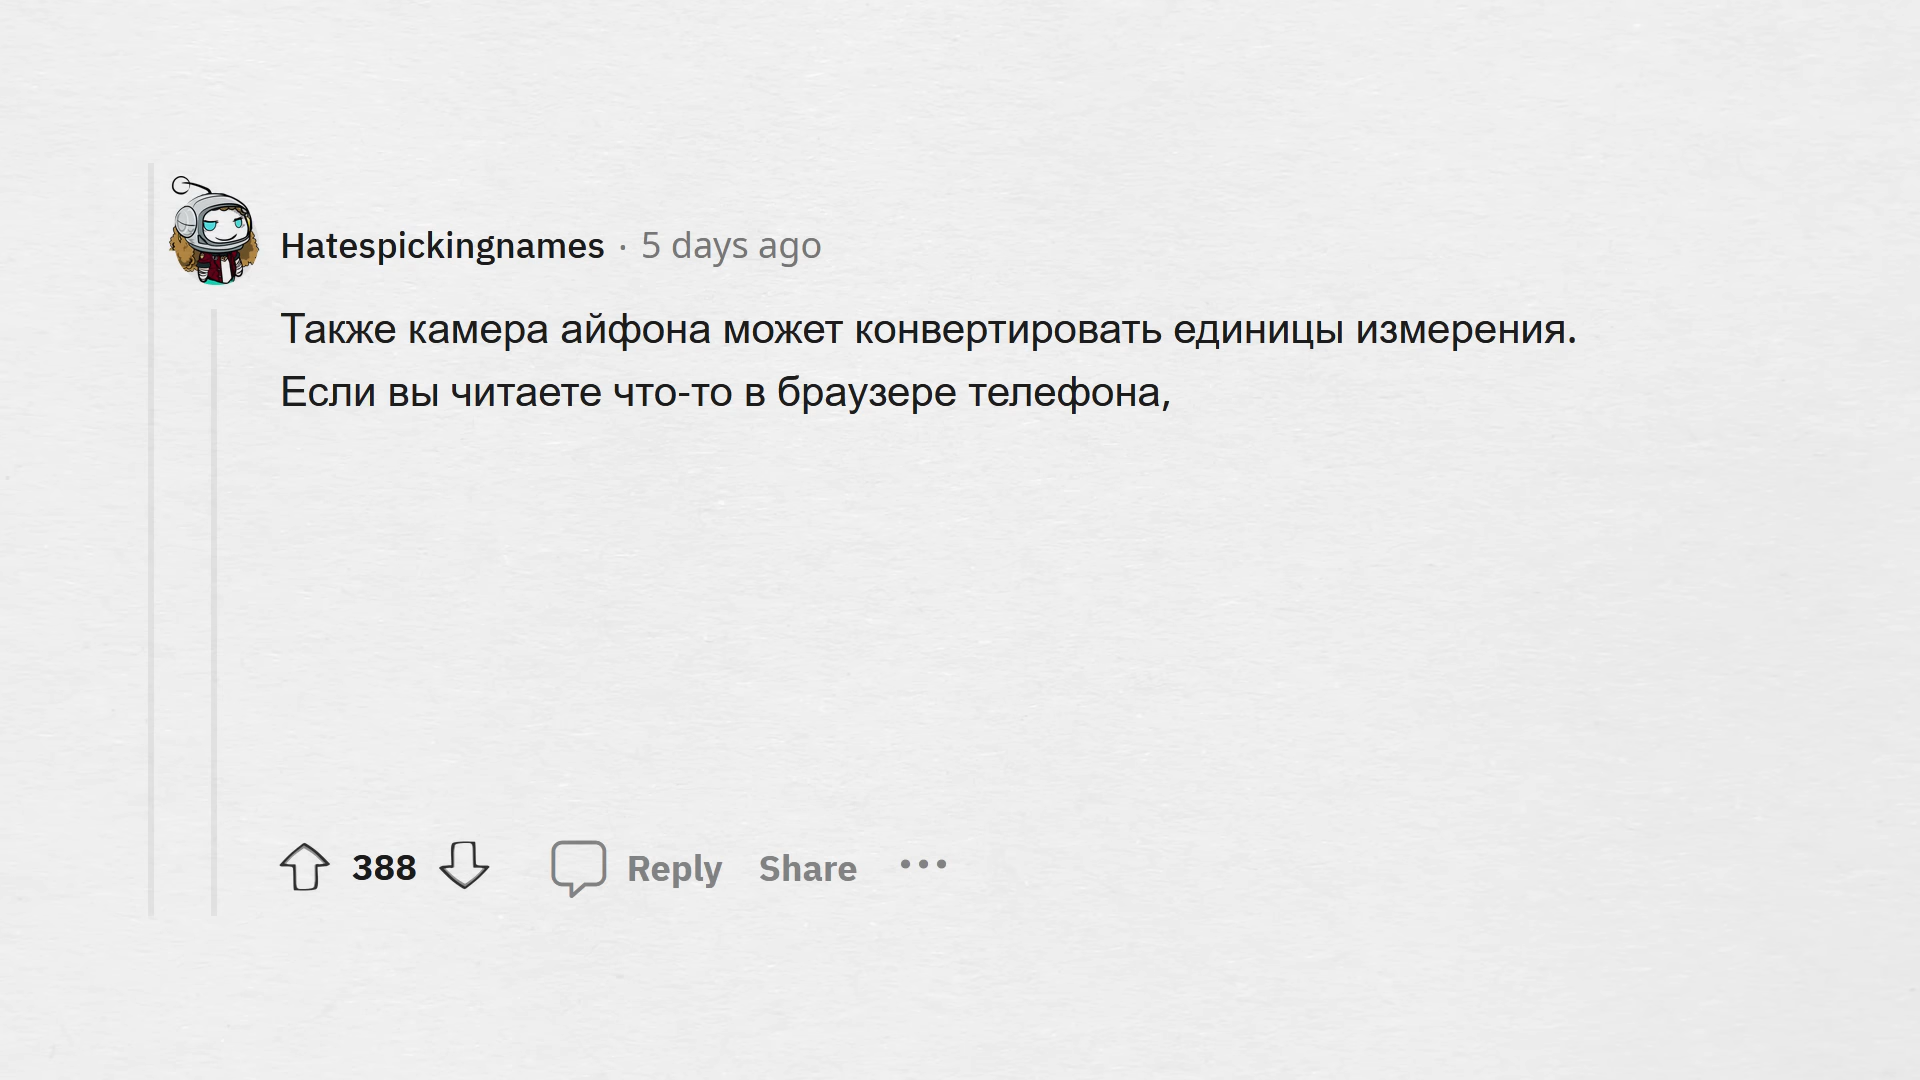 Hatespickingnames · 5 days ago
Также камера айфона может конвертировать единицы измерения.
Если вы читаете что-то в браузере телефона,
388 Reply Share ...